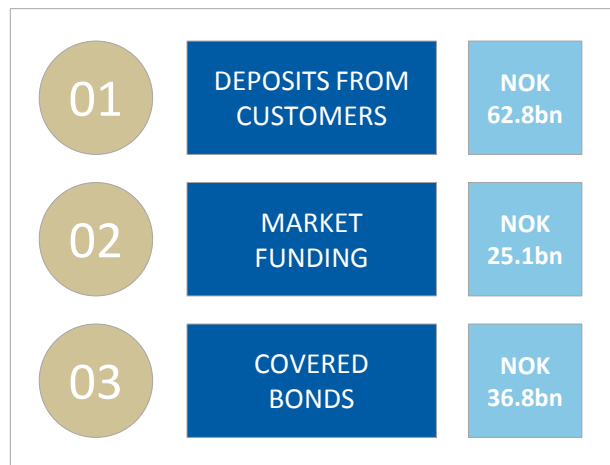 01
DEPOSITS FROM
CUSTOMERS
NOK
62.8bn
02
MARKET
FUNDING
NOK
25.1bn
03
COVERED
BONDS
NOK
36.8bn